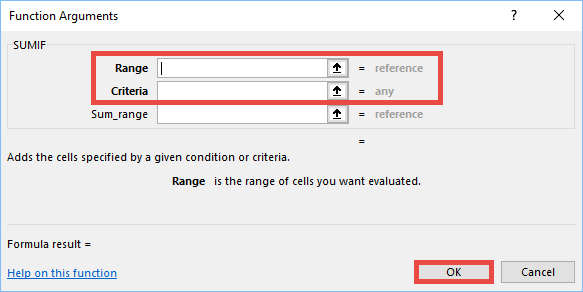 Function Arguments ? ×
SUMIF
Range = reference
Criteria = any
Sum_range = reference
=
Adds the cells specified by a given condition or criteria.
Range is the range of cells you want evaluated.
Formula result =
Help on this function OK Cancel